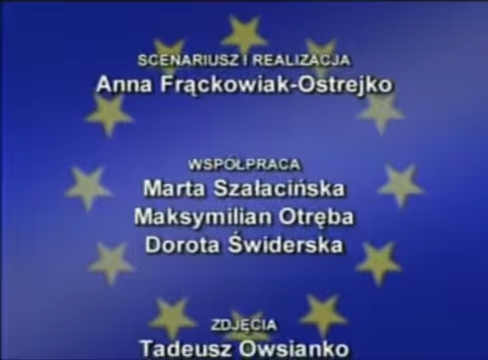 SCENARIUSZ I REALIZACJA
Anna Frąckowiak-Ostrejko
WSPÓŁPRACA
Marta Szałacińska
Maksymilian Otręba
Dorota Świderska
ZDJĘCIA
Tadeusz Owsianko